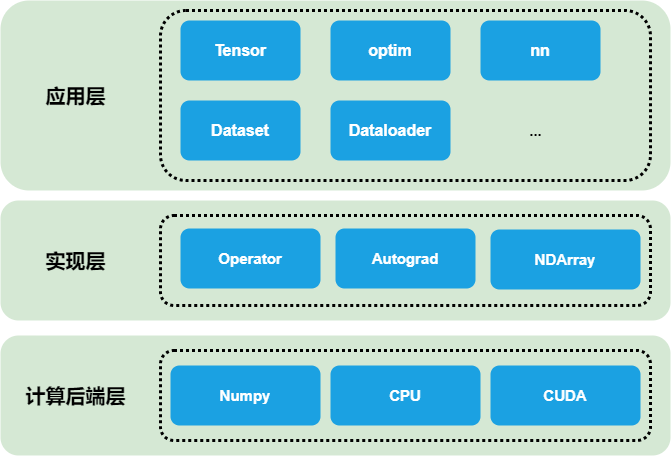 应用层
Tensor
optim
nn
Dataset
Dataloader
...
实现层
Operator
Autograd
NDArray
计算后端层
Numpy
CPU
CUDA